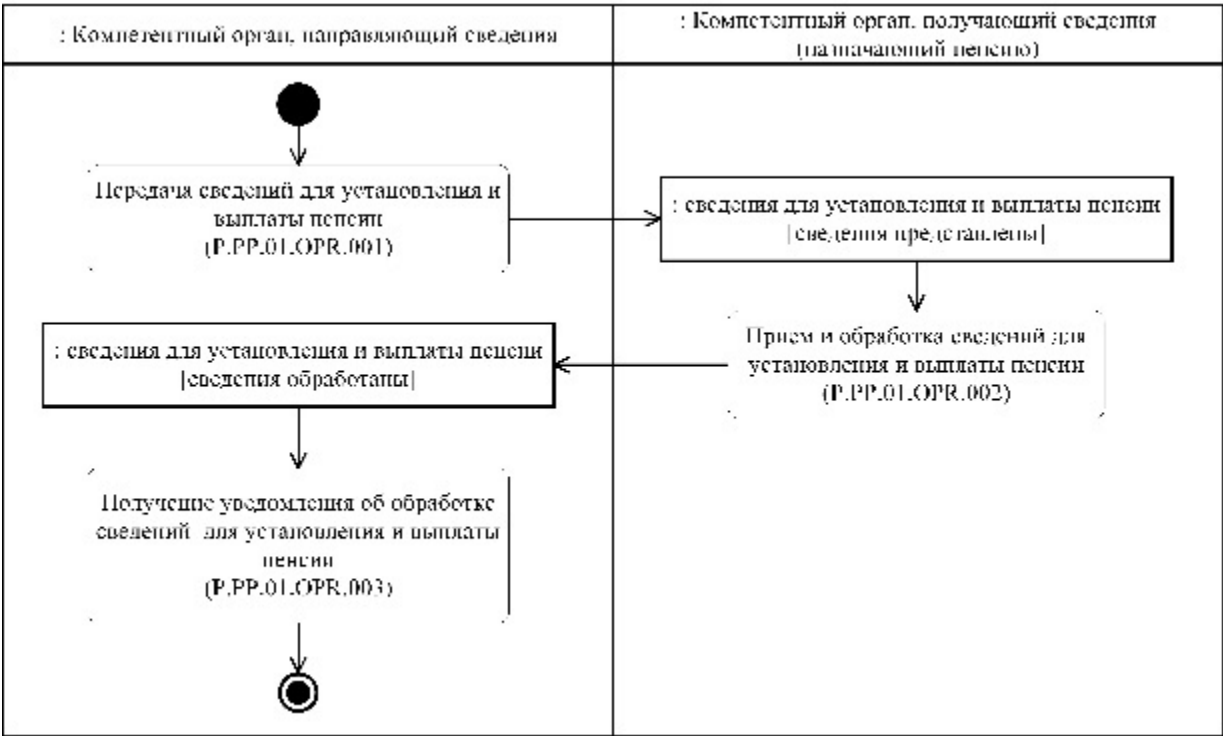 : Компетентный орган, направляющий сведения
: Компетентный орган, получающий сведения
(назначающий пенсию)
Передача сведений для установления и
выплаты пенсии
(P.PP.01.OPR.001)
: сведения для установления и выплаты пенсии
[сведения представлены]
Прием и обработка сведений для
установления и выплаты пенсии
(P.PP.01.OPR.002)
: сведения для установления и выплаты пенсии
[сведения обработаны]
Получение уведомления об обработке
сведений для установления и выплаты
пенсии
(P.PP.01.OPR.003)